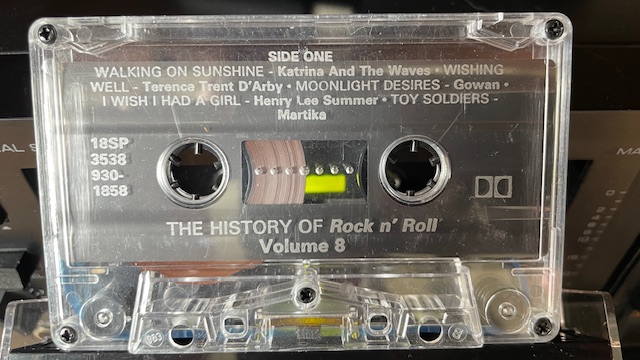 SIDE ONE
WALKING ON SUNSHINE - Katrina And The Waves • WISHING
WELL - Terence Trent D'Arby • MOONLIGHT DESIRES - Gowan •
I WISH I HAD A GIRL - Henry Lee Summer • TOY SOLDIERS -
Martika
18SP
3538
930-
1858
THE HISTORY OF Rock n' Roll
Volume 8